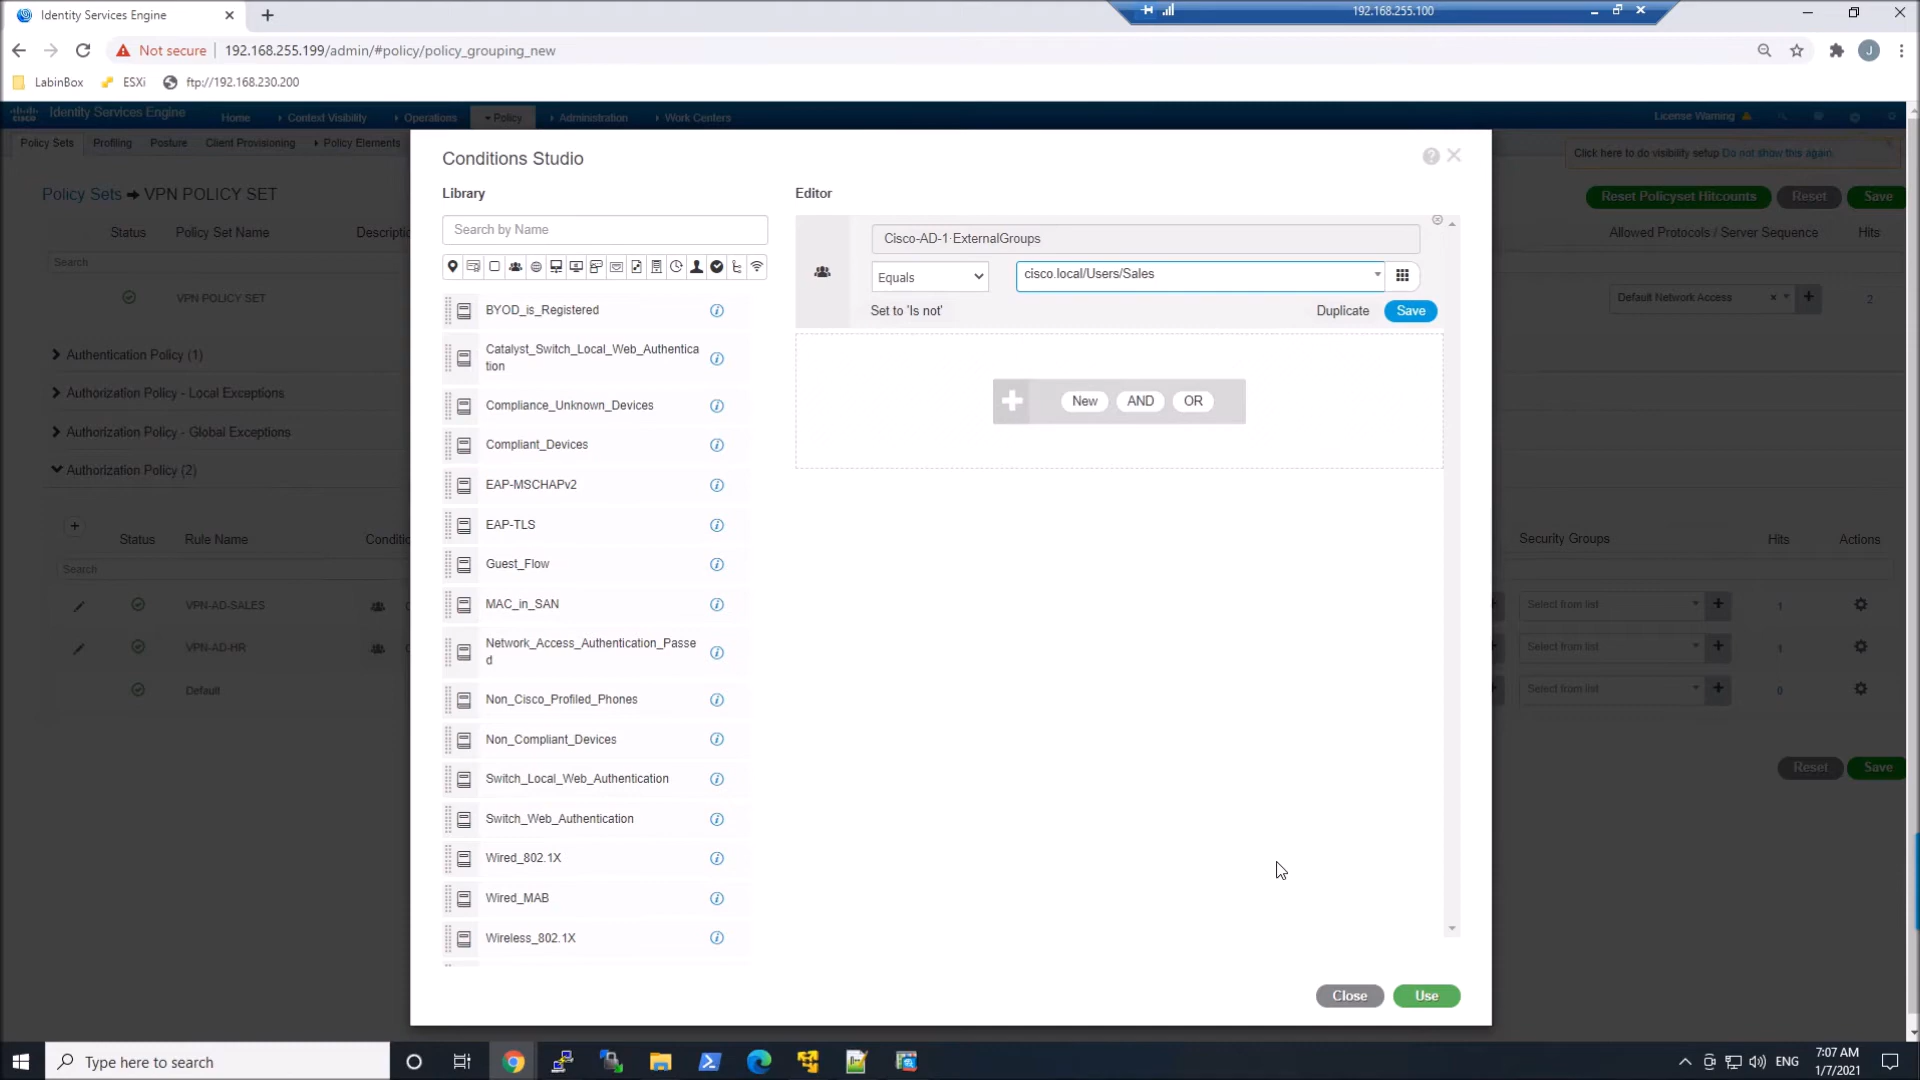 Identity Services Engine
192.168.255.100
Not secure
192.168.255.199/admin/#policy/policy_grouping_new
J
LabinBox
ESXi
ftp://192.168.230.200
Identity Services Engine
Home
Context Visibility
Operations
Policy
Administration
Work Centers
License Warning
Policy Sets
Profiling
Posture
Client Provisioning
Policy Elements
Click here to do visibility setup Do not show this again.
Policy Sets
VPN POLICY SET
Reset Policyset Hitcounts
Reset
Save
Status
Policy Set Name
Descriptio
Allowed Protocols / Server Sequence
Hits
Search
VPN POLICY SET
Default Network Access
2
Authentication Policy (1)
Authorization Policy - Local Exceptions
Authorization Policy - Global Exceptions
Authorization Policy (2)
Status
Rule Name
Conditio
Security Groups
Hits
Actions
Search
VPN-AD-SALES
C
Select from list
1
VPN-AD-HR
C
Select from list
1
Default
Select from list
0
Reset
Save
Conditions Studio
Library
Search by Name
BYOD_is_Registered
Catalyst_Switch_Local_Web_Authentica
tion
Compliance_Unknown_Devices
Compliant_Devices
EAP-MSCHAPv2
EAP-TLS
Guest_Flow
MAC_in_SAN
Network_Access_Authentication_Passe
d
Non_Cisco_Profiled_Phones
Non_Compliant_Devices
Switch_Local_Web_Authentication
Switch_Web_Authentication
Wired_802.1X
Wired_MAB
Wireless_802.1X
Editor
Cisco-AD-1·ExternalGroups
Equals
cisco.local/Users/Sales
Set to 'Is not'
Duplicate
Save
New
AND
OR
Close
Use
Type here to search
ENG
7:07 AM
1/7/2021